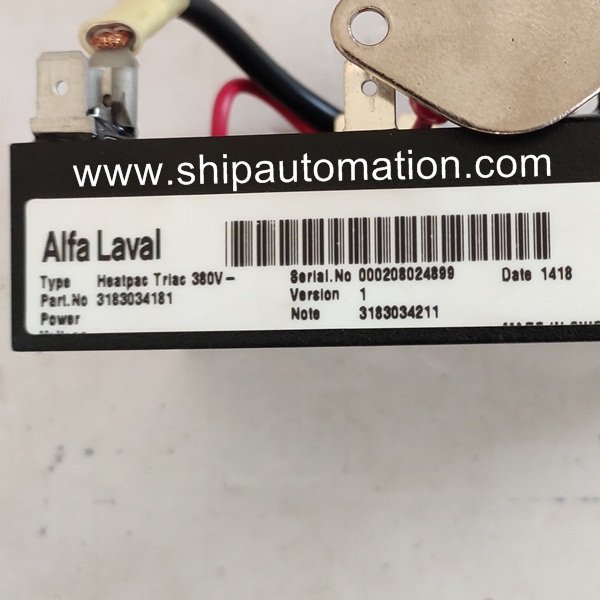 www.shipautomation.com
Alfa Laval
Type Heatpac Triac 380V- Serial.No 000208024899 Date 1418
Part.No 3183034181 Version 1
Power Note 3183034211